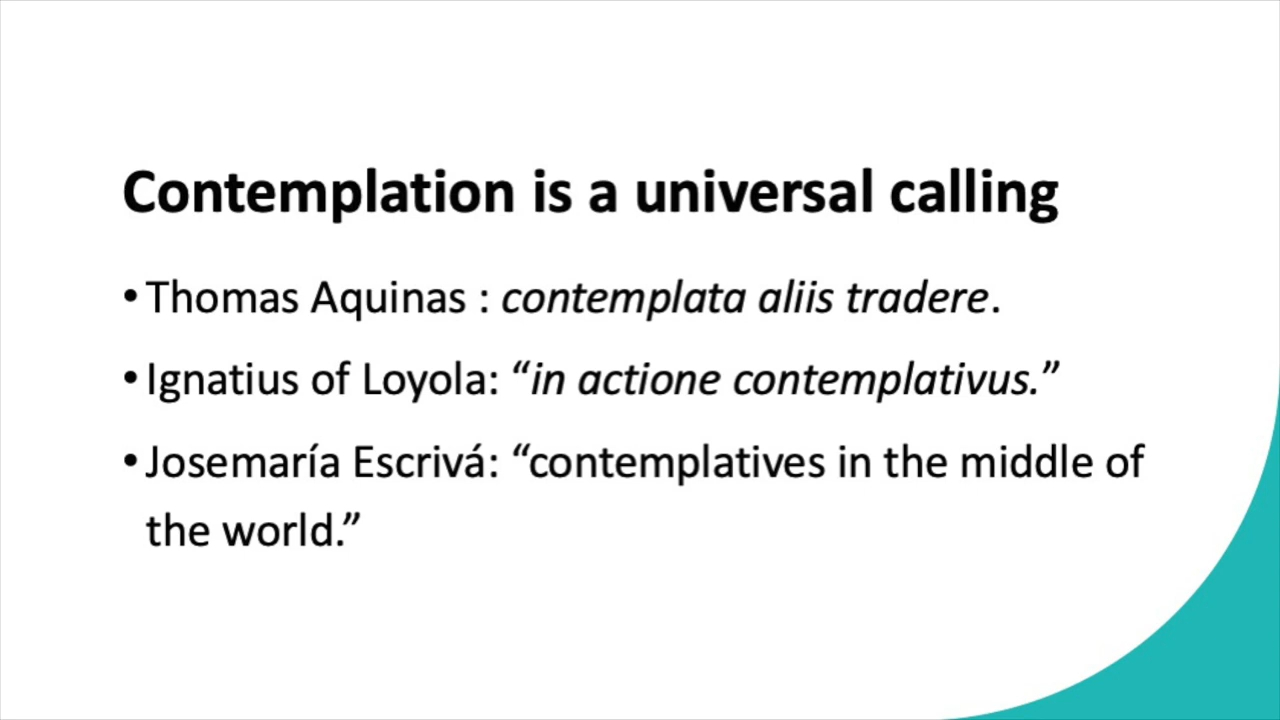 Contemplation is a universal calling
•Thomas Aquinas : contemplata aliis tradere.
•Ignatius of Loyola: “in actione contemplativus.”
•Josemaría Escrivá: “contemplatives in the middle of
the world.”